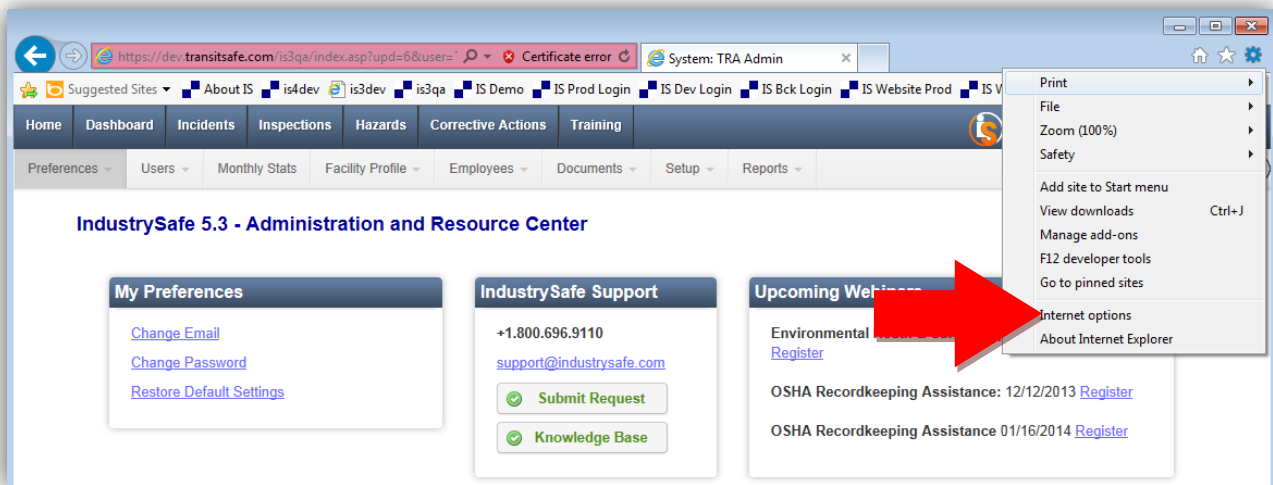 https://dev.transitsafe.com/is3qa/index.asp?upd=6&user= Certificate error System: TRA Admin
Suggested Sites About IS is4dev is3dev is3qa IS Demo IS Prod Login IS Dev Login IS Bck Login IS Website Prod IS
Home Dashboard Incidents Inspections Hazards Corrective Actions Training
is
Preferences Users Monthly Stats Facility Profile Employees Documents Setup Reports
Print
File
Zoom (100%)
Safety
Add site to Start menu
View downloads Ctrl+J
Manage add-ons
F12 developer tools
Go to pinned sites
Internet options
About Internet Explorer
IndustrySafe 5.3 - Administration and Resource Center
My Preferences
Change Email
Change Password
Restore Default Settings
IndustrySafe Support
+1.800.696.9110
support@industrysafe.com
Submit Request
Knowledge Base
Upcoming Webinars
Environmental
Register
OSHA Recordkeeping Assistance: 12/12/2013 Register
OSHA Recordkeeping Assistance 01/16/2014 Register